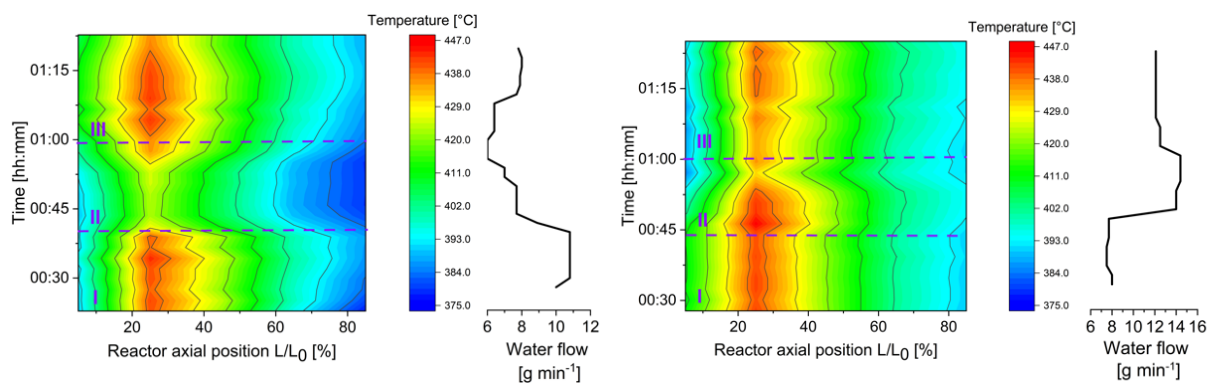 Temperature [°C]
447.0
438.0
429.0
420.0
411.0
402.0
393.0
384.0
375.0
01:15
01:00
00:45
00:30
Time [hh:mm]
III
II
I
20
40
60
80
Reactor axial position L/L0 [%]
6
8
10
12
Water flow
[g min-1]
Temperature [°C]
447.0
438.0
429.0
420.0
411.0
402.0
393.0
384.0
375.0
01:15
01:00
00:45
00:30
Time [hh:mm]
III
II
I
20
40
60
80
Reactor axial position L/L0 [%]
6
8
10
12
14
16
Water flow
[g min-1]